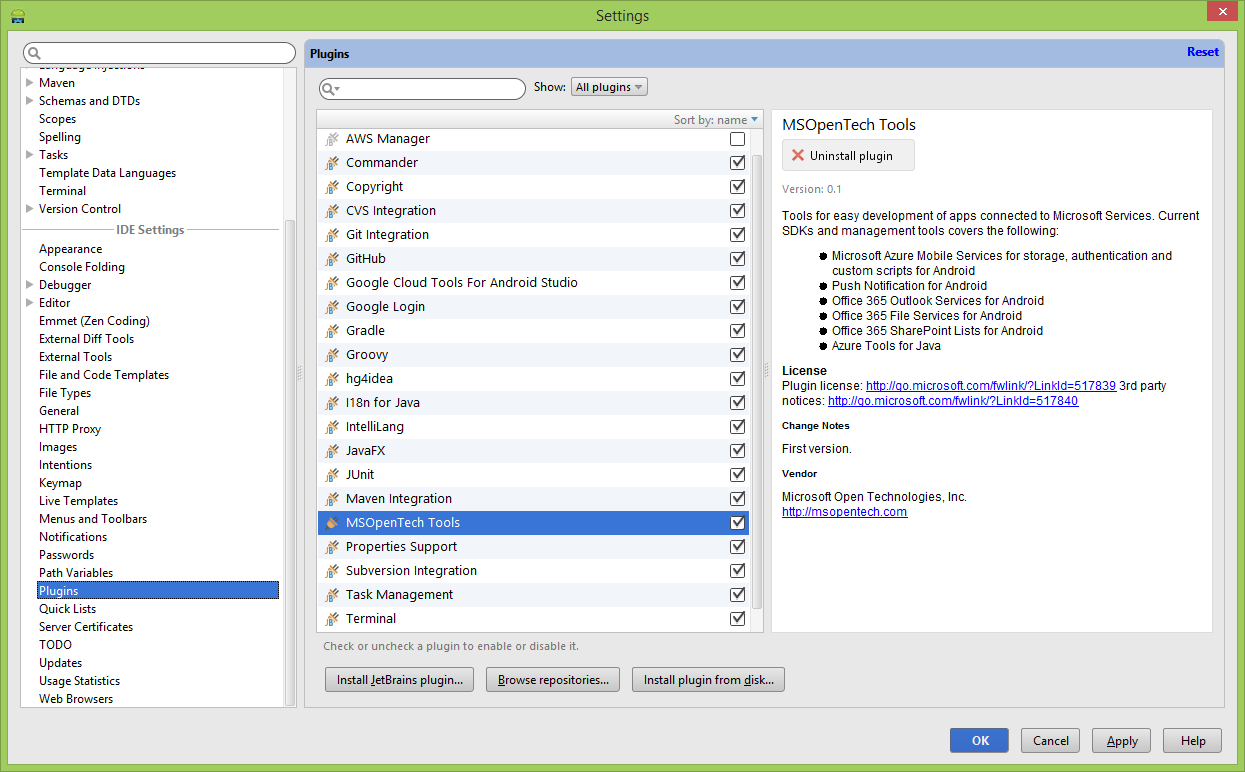 Settings
Language Injections
Maven
Schemas and DTDs
Scopes
Spelling
Tasks
Template Data Languages
Terminal
Version Control
IDE Settings
Appearance
Console Folding
Debugger
Editor
Emmet (Zen Coding)
External Diff Tools
External Tools
File and Code Templates
File Types
General
HTTP Proxy
Images
Intentions
Keymap
Live Templates
Menus and Toolbars
Notifications
Passwords
Path Variables
Plugins
Quick Lists
Server Certificates
TODO
Updates
Usage Statistics
Web Browsers
Plugins
Reset
Show: All plugins
Sort by: name
AWS Manager
Commander
Copyright
CVS Integration
Git Integration
GitHub
Google Cloud Tools For Android Studio
Google Login
Gradle
Groovy
hg4idea
I18n for Java
IntelliLang
JavaFX
JUnit
Maven Integration
MSOpenTech Tools
Properties Support
Subversion Integration
Task Management
Terminal
Check or uncheck a plugin to enable or disable it.
Install JetBrains plugin...
Browse repositories...
Install plugin from disk...
MSOpenTech Tools
Uninstall plugin
Version: 0.1
Tools for easy development of apps connected to Microsoft Services. Current
SDKs and management tools covers the following:
Microsoft Azure Mobile Services for storage, authentication and
custom scripts for Android
Push Notification for Android
Office 365 Outlook Services for Android
Office 365 File Services for Android
Office 365 SharePoint Lists for Android
Azure Tools for Java
License
Plugin license: http://go.microsoft.com/fwlink/?LinkId=517839 3rd party
notices: http://go.microsoft.com/fwlink/?LinkId=517840
Change Notes
First version.
Vendor
Microsoft Open Technologies, Inc.
http://msopentech.com
OK
Cancel
Apply
Help